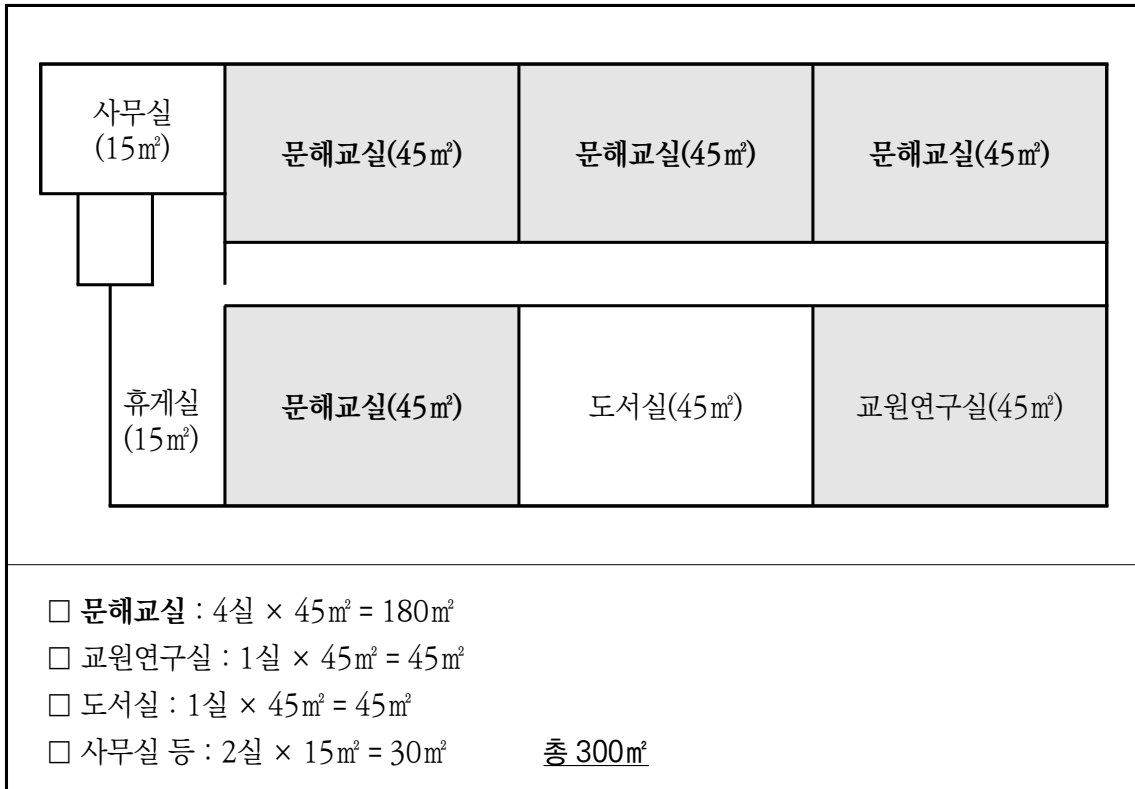 사무실
(15㎡)
문해교실(45㎡)
문해교실(45㎡)
문해교실(45㎡)
휴게실
(15㎡)
문해교실(45㎡)
도서실(45㎡)
교원연구실(45㎡)
□ 문해교실 : 4실 × 45㎡ = 180㎡
□ 교원연구실 : 1실 × 45㎡ = 45㎡
□ 도서실 : 1실 × 45㎡ = 45㎡
□ 사무실 등 : 2실 × 15㎡ = 30㎡ 총 300㎡